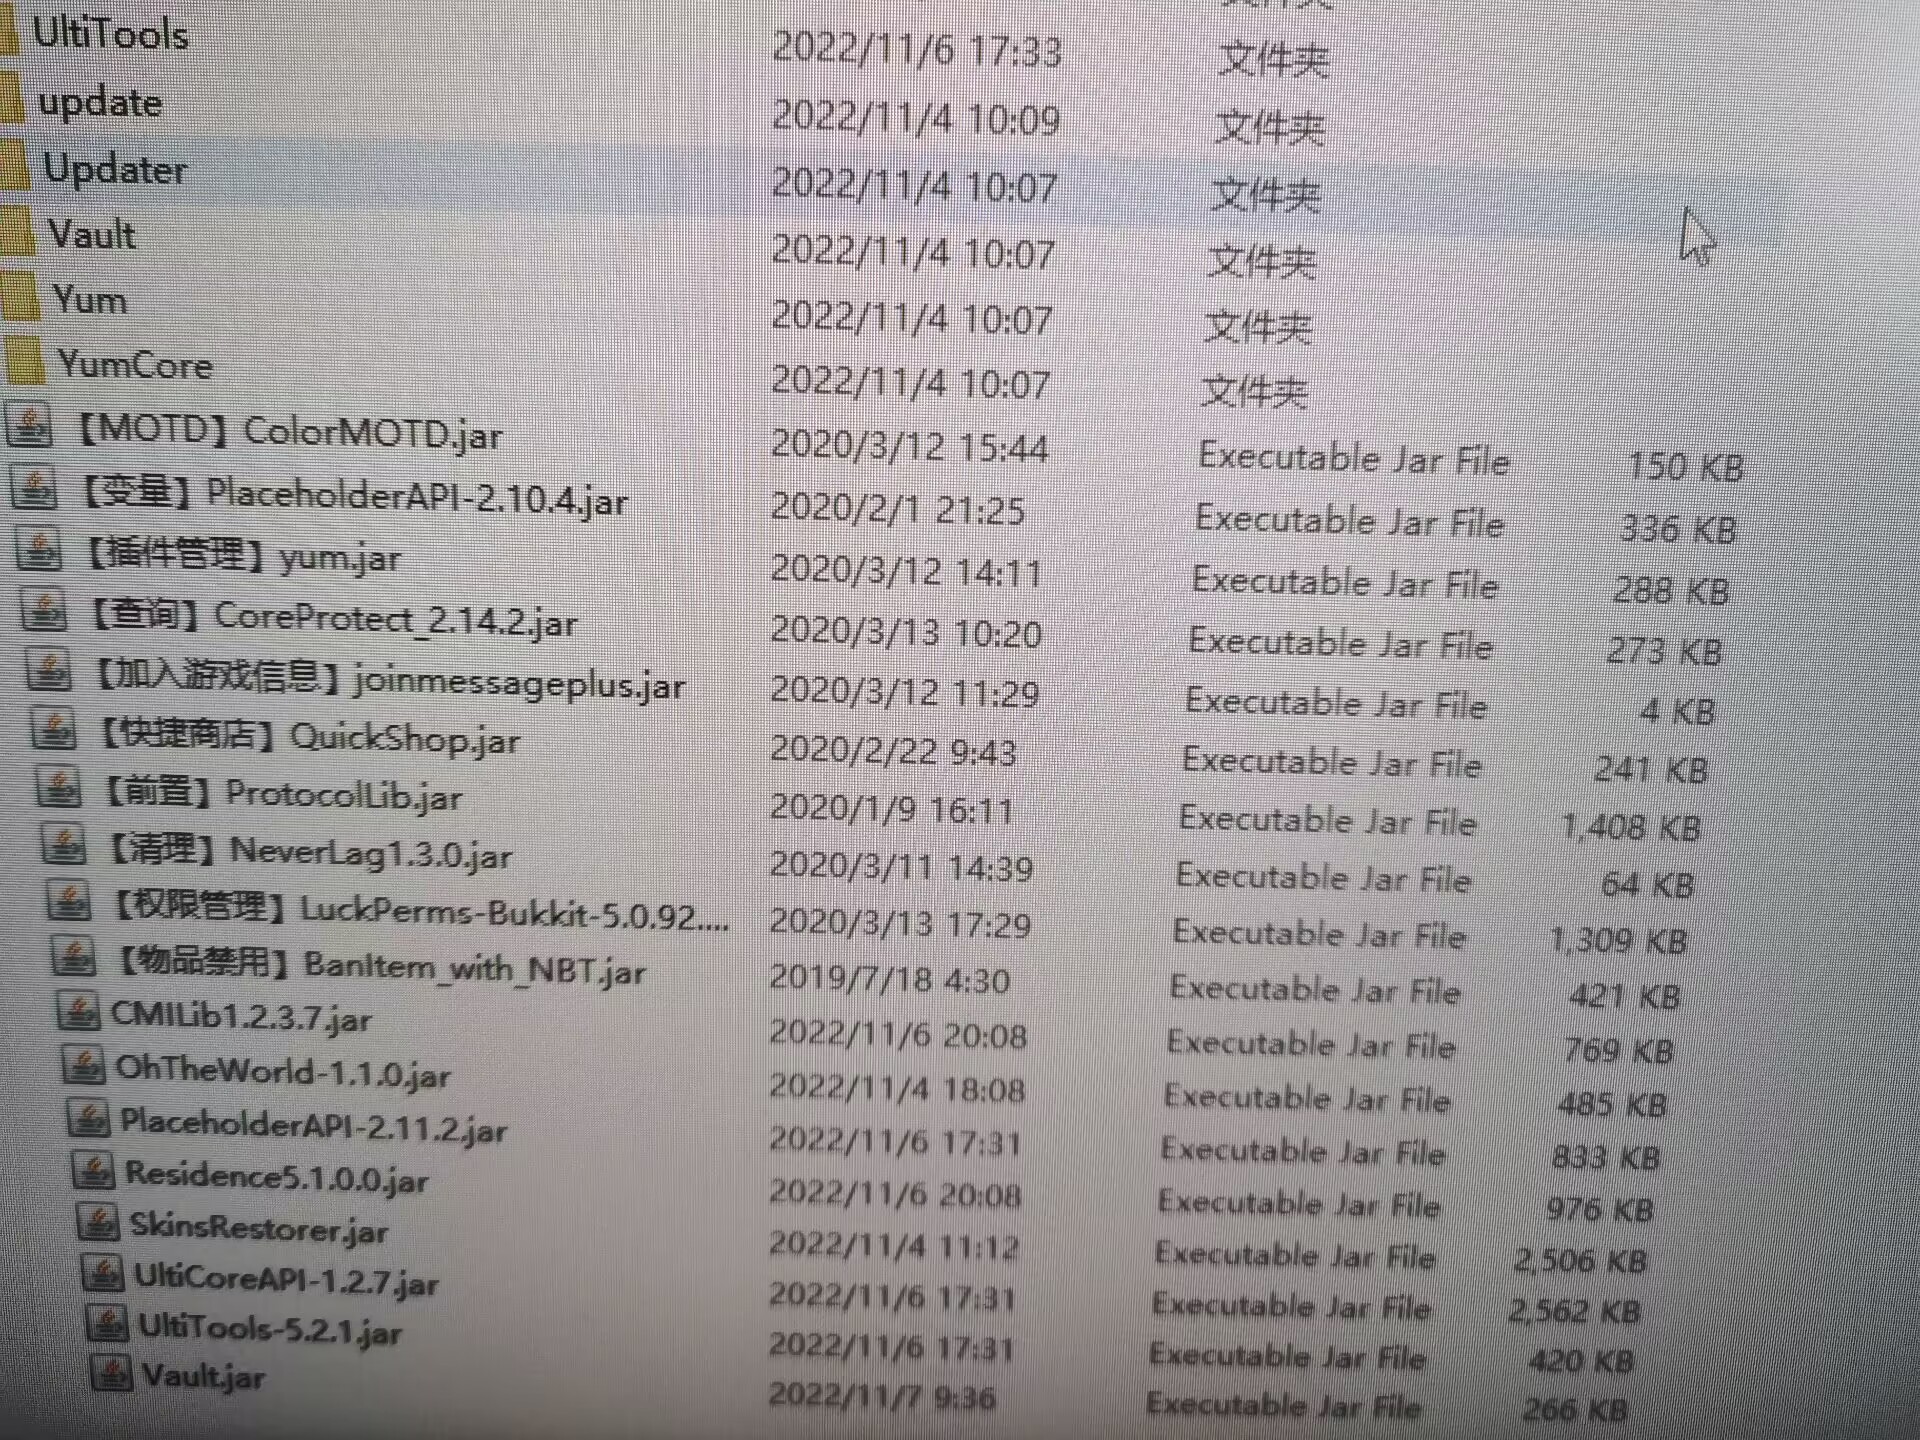 UltiTools 2022/11/6 17:33 文件夹
update 2022/11/4 10:09 文件夹
Updater 2022/11/4 10:07 文件夹
Vault 2022/11/4 10:07 文件夹
Yum 2022/11/4 10:07 文件夹
YumCore 2022/11/4 10:07 文件夹
【MOTD】ColorMOTD.jar 2020/3/12 15:44 Executable Jar File 150 KB
【变量】PlaceholderAPI-2.10.4.jar 2020/2/1 21:25 Executable Jar File 336 KB
【插件管理】yum.jar 2020/3/12 14:11 Executable Jar File 288 KB
【查询】CoreProtect_2.14.2.jar 2020/3/13 10:20 Executable Jar File 273 KB
【加入游戏信息】joinmessageplus.jar 2020/3/12 11:29 Executable Jar File 4 KB
【快捷商店】QuickShop.jar 2020/2/22 9:43 Executable Jar File 241 KB
【前置】ProtocolLib.jar 2020/1/9 16:11 Executable Jar File 1,408 KB
【清理】NeverLag1.3.0.jar 2020/3/11 14:39 Executable Jar File 64 KB
【权限管理】LuckPerms-Bukkit-5.0.92.... 2020/3/13 17:29 Executable Jar File 1,309 KB
【物品禁用】BanItem_with_NBT.jar 2019/7/18 4:30 Executable Jar File 421 KB
CMILib1.2.3.7.jar 2022/11/6 20:08 Executable Jar File 769 KB
OhTheWorld-1.1.0.jar 2022/11/4 18:08 Executable Jar File 485 KB
PlaceholderAPI-2.11.2.jar 2022/11/6 17:31 Executable Jar File 833 KB
Residence5.1.0.0.jar 2022/11/6 20:08 Executable Jar File 976 KB
SkinsRestorer.jar 2022/11/4 11:12 Executable Jar File 2,506 KB
UltiCoreAPI-1.2.7.jar 2022/11/6 17:31 Executable Jar File 2,562 KB
UltiTools-5.2.1.jar 2022/11/6 17:31 Executable Jar File 420 KB
Vault.jar 2022/11/7 9:36 Executable Jar File 266 KB